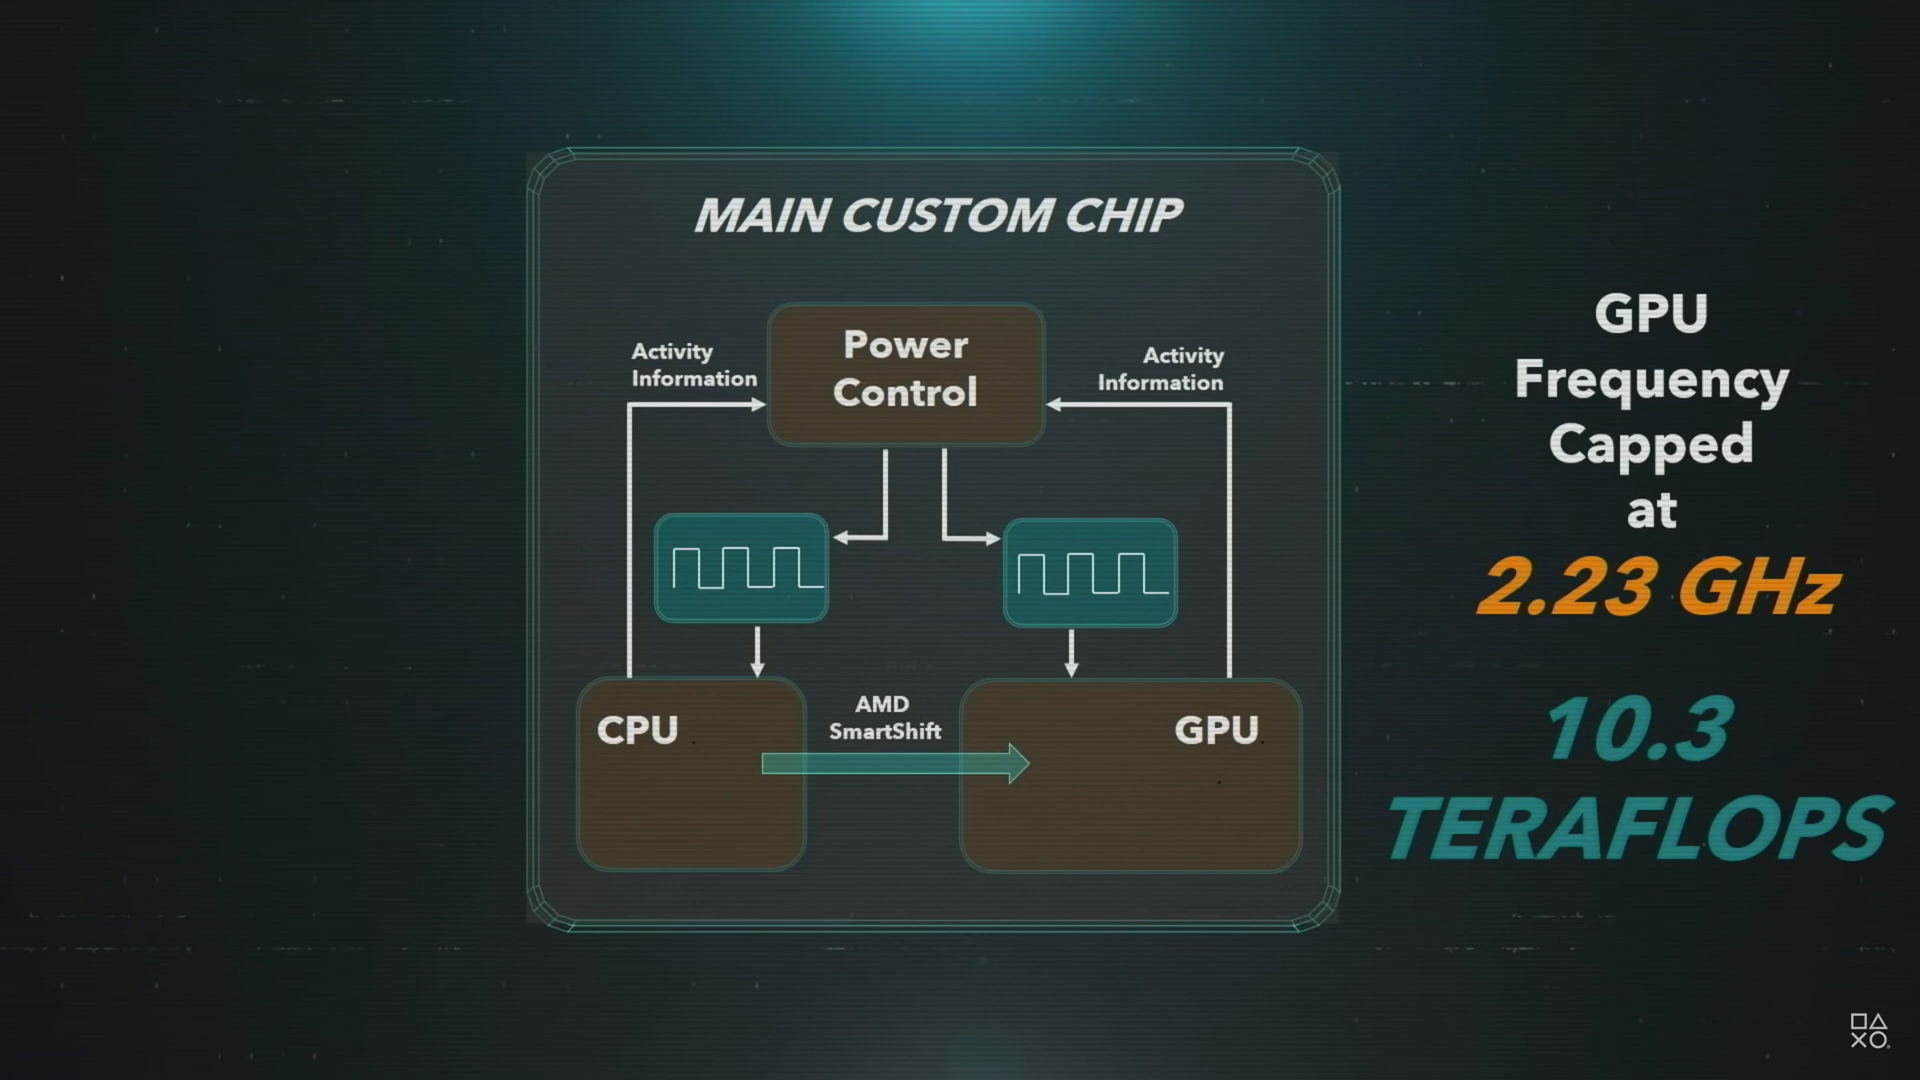 MAIN CUSTOM CHIP
Power
Control
Activity
Information
Activity
Information
CPU
AMD
SmartShift
GPU
GPU
Frequency
Capped
at
2.23 GHz
10.3
TERAFLOPS